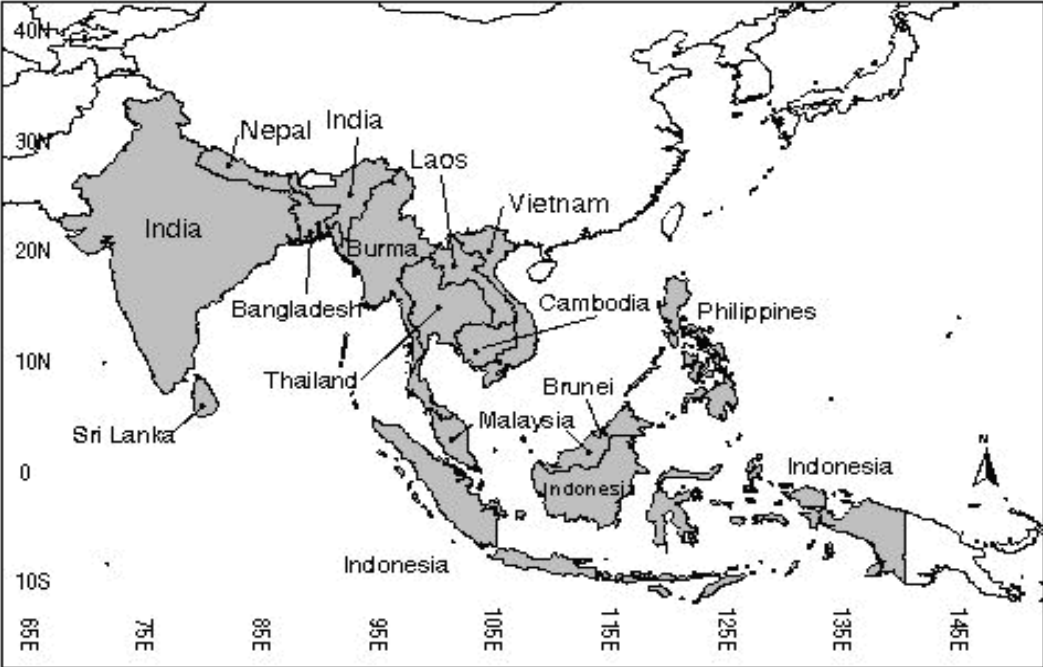 40N
30N
20N
10N
0
10S
Nepal
India
Laos
Vietnam
India
Burma
Bangladesh
Cambodia
Philippines
Thailand
Brunei
Sri Lanka
Malaysia
N
Indonesia
Indonesia
Indonesia
65E
75E
85E
95E
105E
115E
125E
135E
145E